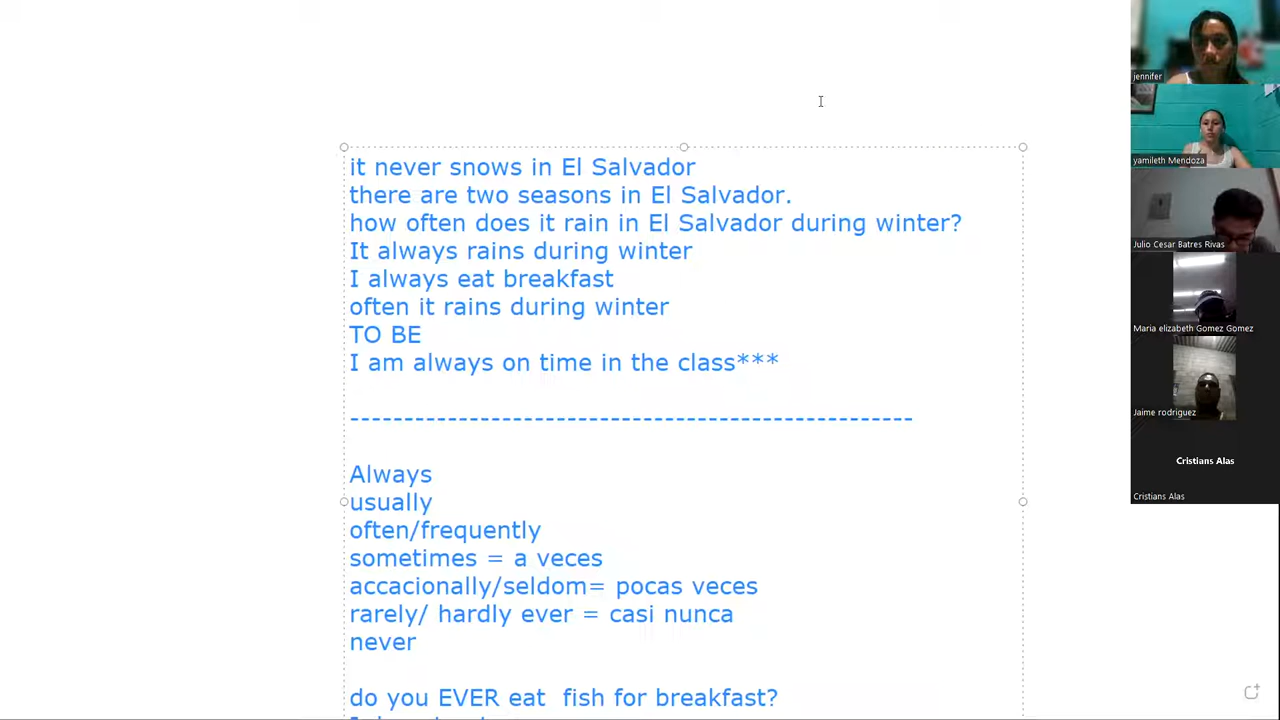 it never snows in El Salvador
there are two seasons in El Salvador.
how often does it rain in El Salvador during winter?
It always rains during winter
I always eat breakfast
often it rains during winter
TO BE
I am always on time in the class***
----------------------------------------------------
Always
usually
often/frequently
sometimes = a veces
accacionally/seldom= pocas veces
rarely/ hardly ever = casi nunca
never
do you EVER eat  fish for breakfast?
jennifer
yamileth Mendoza
Julio Cesar Batres Rivas
Maria elizabeth Gomez Gomez
Jaime rodriguez
Cristians Alas
Cristians Alas